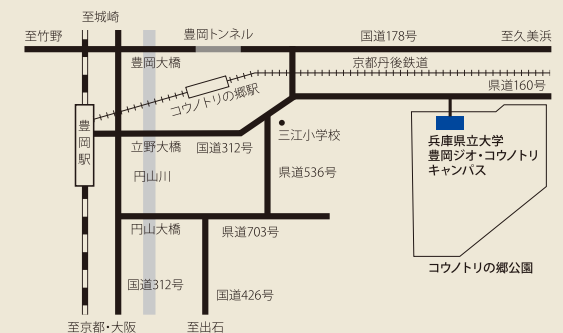 至城崎
至竹野
豊岡トンネル
国道178号
至久美浜
豊岡大橋
京都丹後鉄道
コウノトリの郷駅
県道160号
豊岡駅
三江小学校
立野大橋
国道312号
兵庫県立大学
豊岡ジオ・コウノトリ
キャンパス
円山川
県道536号
円山大橋
県道703号
コウノトリの郷公園
国道312号
国道426号
至京都・大阪
至出石